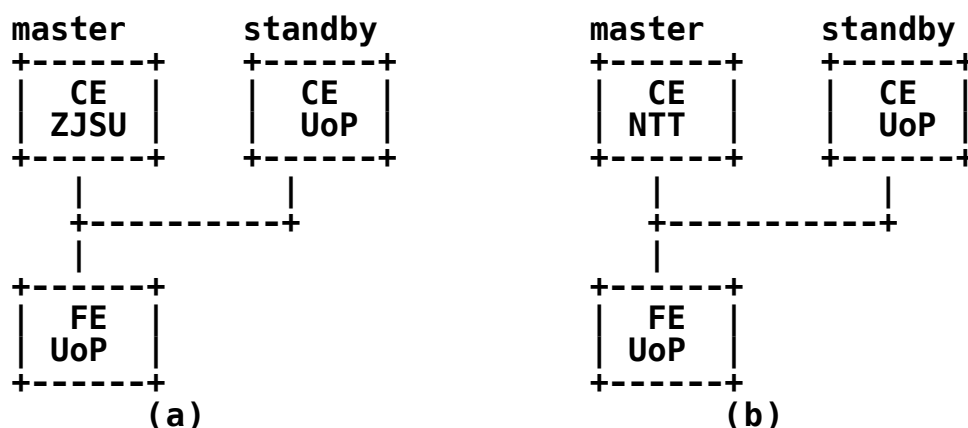 master      standby                master      standby
+------+    +------+               +------+    +------+
|  CE  |    |  CE  |               |  CE  |    |  CE  |
| ZJSU |    |  UoP |               | NTT  |    |  UoP |
+------+    +------+               +------+    +------+
   |          |                       |           |
   +----------+                       +-----------+
   |                                  |
+------+                           +------+
|  FE  |                           |  FE  |
| UoP  |                           | UoP  |
+------+                           +------+
       (a)                                (b)